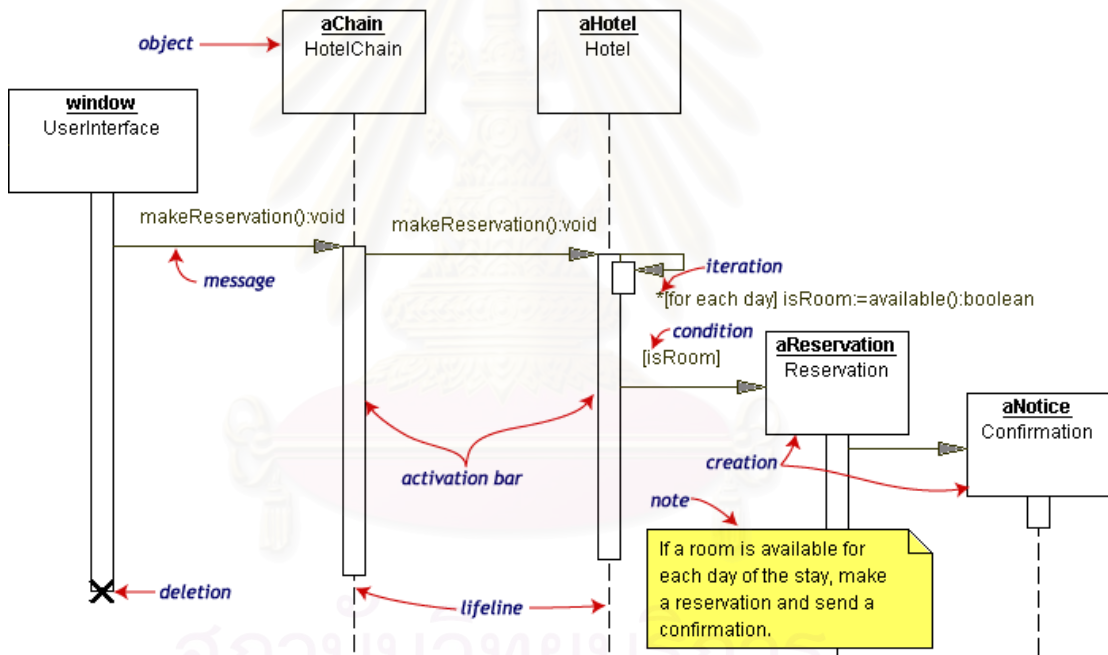 aChain
HotelChain
aHotel
Hotel
object
window
UserInterface
makeReservation():void
makeReservation():void
message
iteration
*[for each day] isRoom:=available():boolean
condition
[isRoom]
aReservation
Reservation
aNotice
Confirmation
activation bar
creation
note
If a room is available for
each day of the stay, make
a reservation and send a
confirmation.
deletion
lifeline